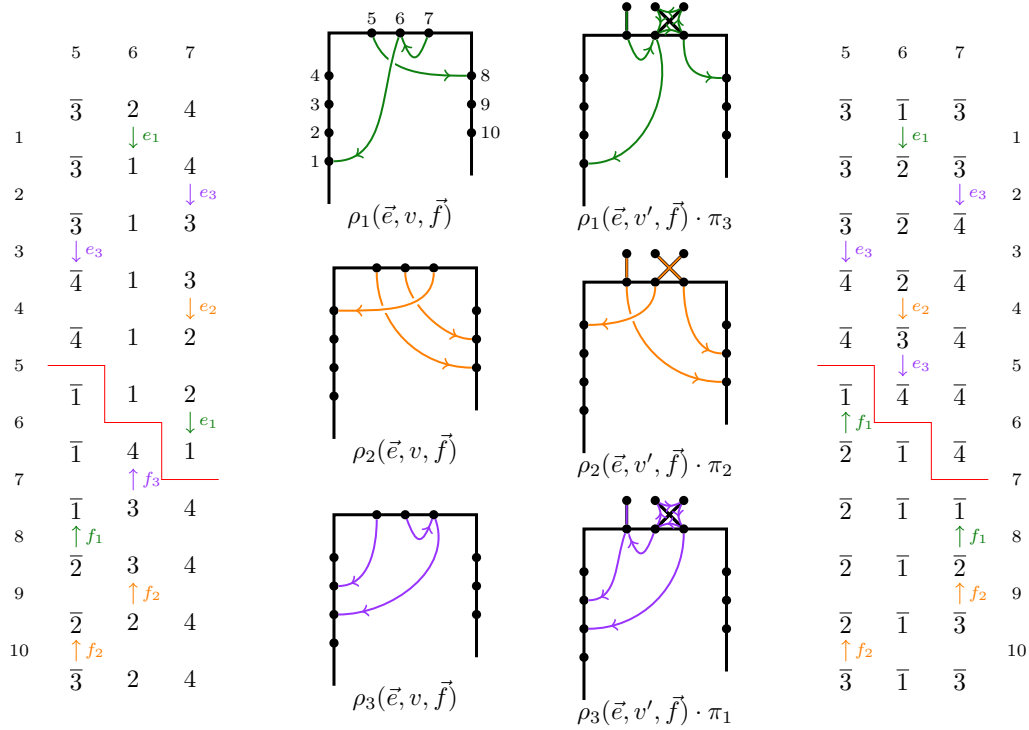 5 6 7
3̅ 2 4
1 ↓e₁
3̅ 1 4
2 ↓e₃
3̅ 1 3
3 ↓e₃
4̅ 1 3
4 ↓e₂
4̅ 1 2
5
1̅ 1 2
6 ↓e₁
1̅ 4 1
7 ↑f₃
1̅ 3 4
8 ↑f₁
2̅ 3 4
9 ↑f₂
2̅ 2 4
10 ↑f₂
3̅ 2 4
5 6 7
4 8
3 9
2 10
1
ρ₁(e⃗, v, f⃗)
ρ₁(e⃗, v′, f⃗) · π₃
ρ₂(e⃗, v, f⃗)
ρ₂(e⃗, v′, f⃗) · π₂
ρ₃(e⃗, v, f⃗)
ρ₃(e⃗, v′, f⃗) · π₁
5 6 7
3̅ 1̅ 3̅
↓e₁ 1
3̅ 2̅ 3̅
↓e₃ 2
3̅ 2̅ 4̅
↓e₃ 3
4̅ 2̅ 4̅
↓e₂ 4
4̅ 3̅ 4̅
↓e₃ 5
1̅ 4̅ 4̅
↑f₁ 6
2̅ 1̅ 4̅
7
2̅ 1̅ 1̅
↑f₁ 8
2̅ 1̅ 2̅
↑f₂ 9
2̅ 1̅ 3̅
↑f₂ 10
3̅ 1̅ 3̅